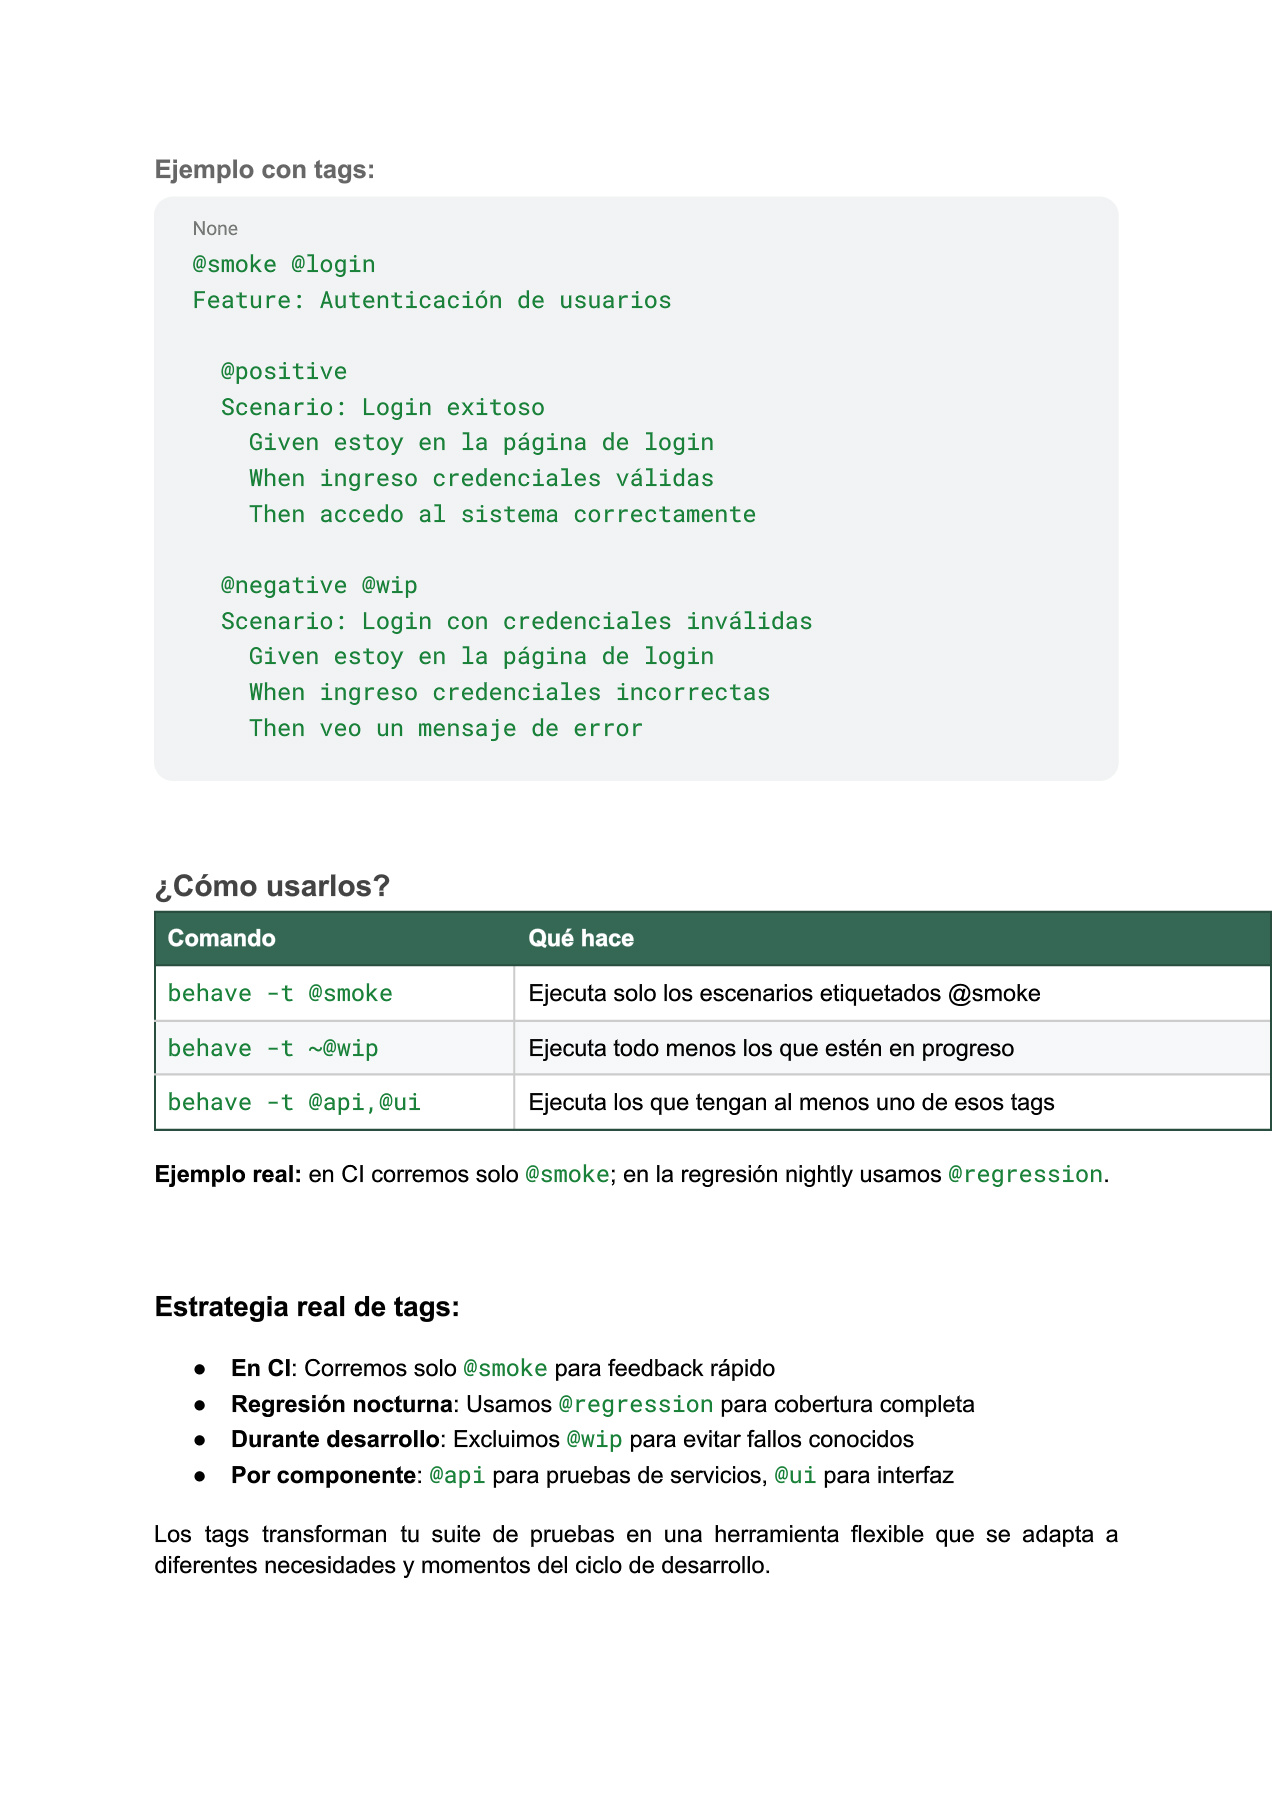 Ejemplo con tags:
None
@smoke @login
Feature: Autenticación de usuarios
@positive
Scenario: Login exitoso
Given estoy en la página de login
When ingreso credenciales válidas
Then accedo al sistema correctamente
@negative @wip
Scenario: Login con credenciales inválidas
Given estoy en la página de login
When ingreso credenciales incorrectas
Then veo un mensaje de error
¿Cómo usarlos?
Comando Qué hace
behave -t @smoke Ejecuta solo los escenarios etiquetados @smoke
behave -t ~@wip Ejecuta todo menos los que estén en progreso
behave -t @api,@ui Ejecuta los que tengan al menos uno de esos tags
Ejemplo real: en CI corremos solo @smoke; en la regresión nightly usamos @regression.
Estrategia real de tags:
● En CI: Corremos solo @smoke para feedback rápido
● Regresión nocturna: Usamos @regression para cobertura completa
● Durante desarrollo: Excluimos @wip para evitar fallos conocidos
● Por componente: @api para pruebas de servicios, @ui para interfaz
Los tags transforman tu suite de pruebas en una herramienta flexible que se adapta a
diferentes necesidades y momentos del ciclo de desarrollo.